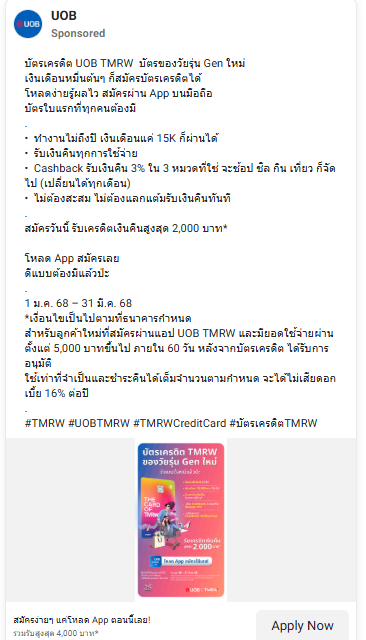 UOB
Sponsored
บัตรเครดิต UOB TMRW บัตรของวัยรุ่น Gen ใหม่
เงินเดือนหมื่นต้นๆ ก็สมัครบัตรเครดิตได้
โหลดง่ายรู้ผลไว สมัครผ่าน App บนมือถือ
บัตรใบแรกที่ทุกคนต้องมี
.
• ทำงานไม่ถึงปี เงินเดือนแค่ 15K ก็ผ่านได้
• รับเงินคืนทุกการใช้จ่าย
• Cashback รับเงินคืน 3% ใน 3 หมวดที่ใช่ จะช้อป ชิล กิน เที่ยว ก็จัด
ไป (เปลี่ยนได้ทุกเดือน)
• ไม่ต้องสะสม ไม่ต้องแลกแต้มรับเงินคืนทันที
.
สมัครวันนี้ รับเครดิตเงินคืนสูงสุด 2,000 บาท*
โหลด App สมัครเลย
ดีแบบต้องมีแล้วป่ะ
.
1 ม.ค. 68 – 31 มี.ค. 68
*เงื่อนไขเป็นไปตามที่ธนาคารกำหนด
สำหรับลูกค้าใหม่ที่สมัครผ่านแอป UOB TMRW และมียอดใช้จ่ายผ่าน
ตั้งแต่ 5,000 บาทขึ้นไป ภายใน 60 วัน หลังจากบัตรเครดิต ได้รับการ
อนุมัติ
ใช้เท่าที่จำเป็นและชำระคืนได้เต็มจำนวนตามกำหนด จะได้ไม่เสียดอก
เบี้ย 16% ต่อปี
.
#TMRW #UOBTMRW #TMRWCreditCard #บัตรเครดิตTMRW
บัตรเครดิต TMRW
ของวัยรุ่น Gen ใหม่
THE
CARD
OF
TMRW
รับเครดิตเงินคืน
2,000
โหลด App สมัครได้เลย!
UOB TMRW
สมัครง่ายๆ แค่โหลด App ตอนนี้เลย!
รวมรับสูงสุด 4,000 บาท*
Apply Now